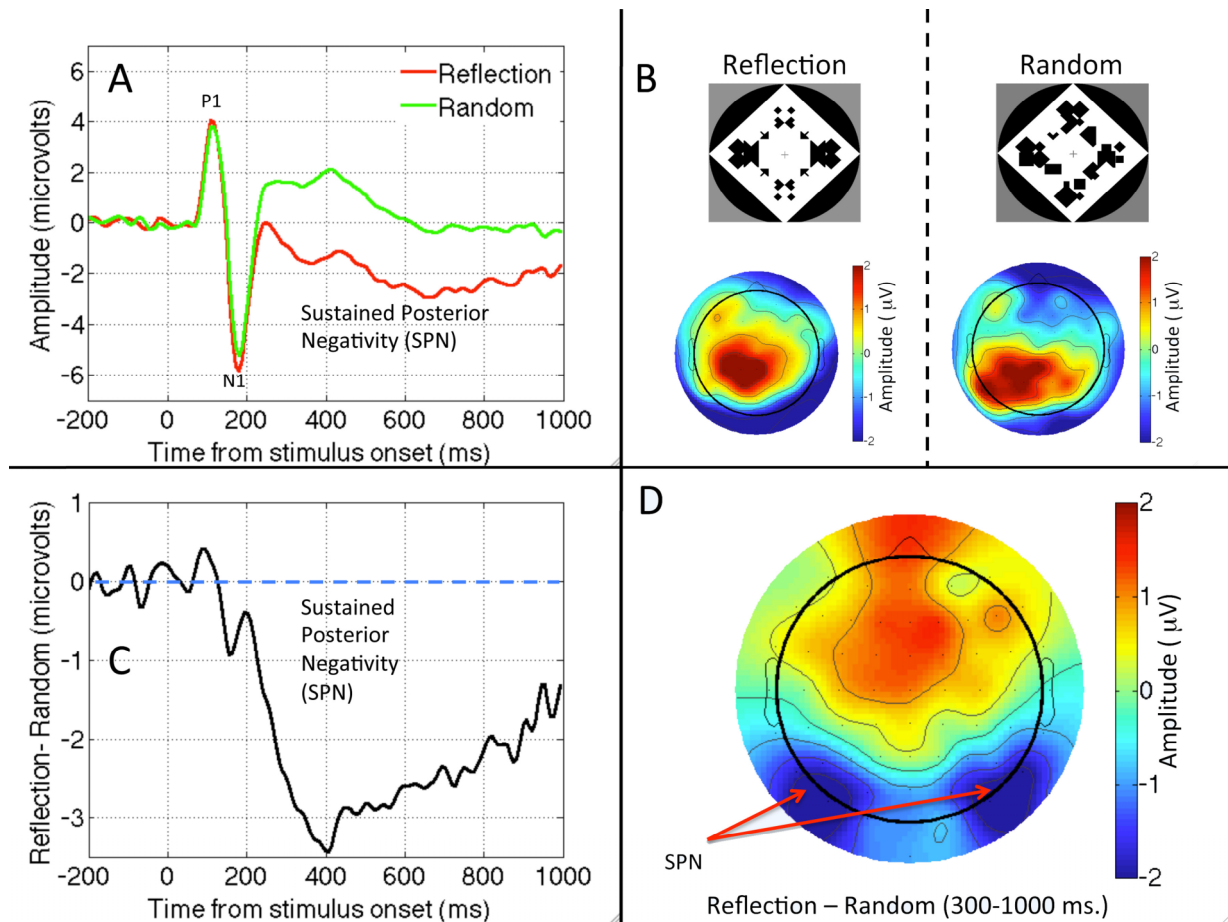 A
Reflection
Random
P1
N1
Sustained Posterior
Negativity (SPN)
6
4
2
0
-2
-4
-6
Amplitude (microvolts)
-200
0
200
400
600
800
1000
Time from stimulus onset (ms)
B
Reflection
Random
2
1
0
-1
-2
Amplitude ( μV)
2
1
0
-1
-2
Amplitude ( μV)
C
Sustained
Posterior
Negativity
(SPN)
1
0
-1
-2
-3
Reflection- Random (microvolts)
-200
0
200
400
600
800
1000
Time from stimulus onset (ms)
D
2
1
0
-1
-2
Amplitude ( μV)
SPN
Reflection – Random (300-1000 ms.)